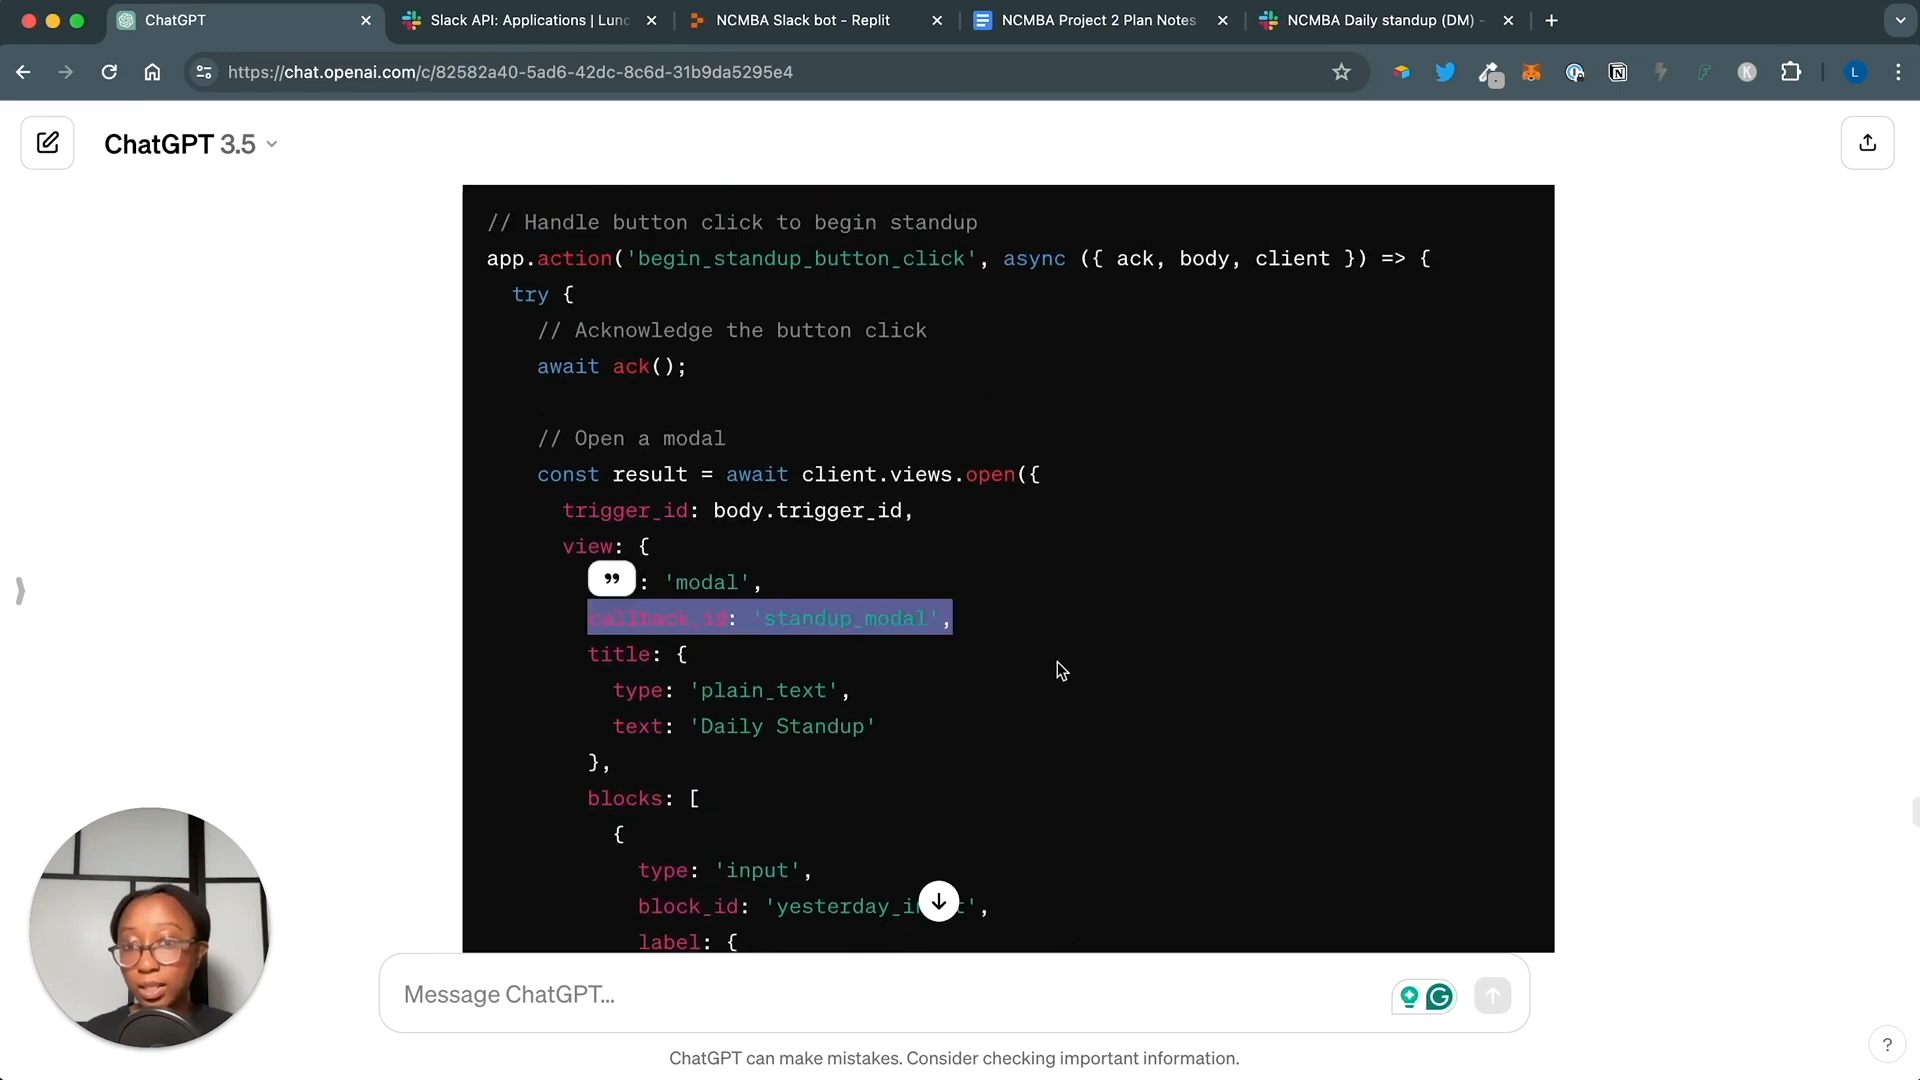 ChatGPT
Slack API: Applications | Lunc
NCMBA Slack bot - Replit
NCMBA Project 2 Plan Notes
NCMBA Daily standup (DM) -
https://chat.openai.com/c/82582a40-5ad6-42dc-8c6d-31b9da5295e4
K
L
ChatGPT 3.5
// Handle button click to begin standup
app.action('begin_standup_button_click', async ({ ack, body, client }) => {
try {
// Acknowledge the button click
await ack();
// Open a modal
const result = await client.views.open({
trigger_id: body.trigger_id,
view: {
: 'modal',
callback_id: 'standup_modal',
title: {
type: 'plain_text',
text: 'Daily Standup'
},
blocks: [
{
type: 'input',
block_id: 'yesterday_in t',
label: {
Message ChatGPT...
ChatGPT can make mistakes. Consider checking important information.
?